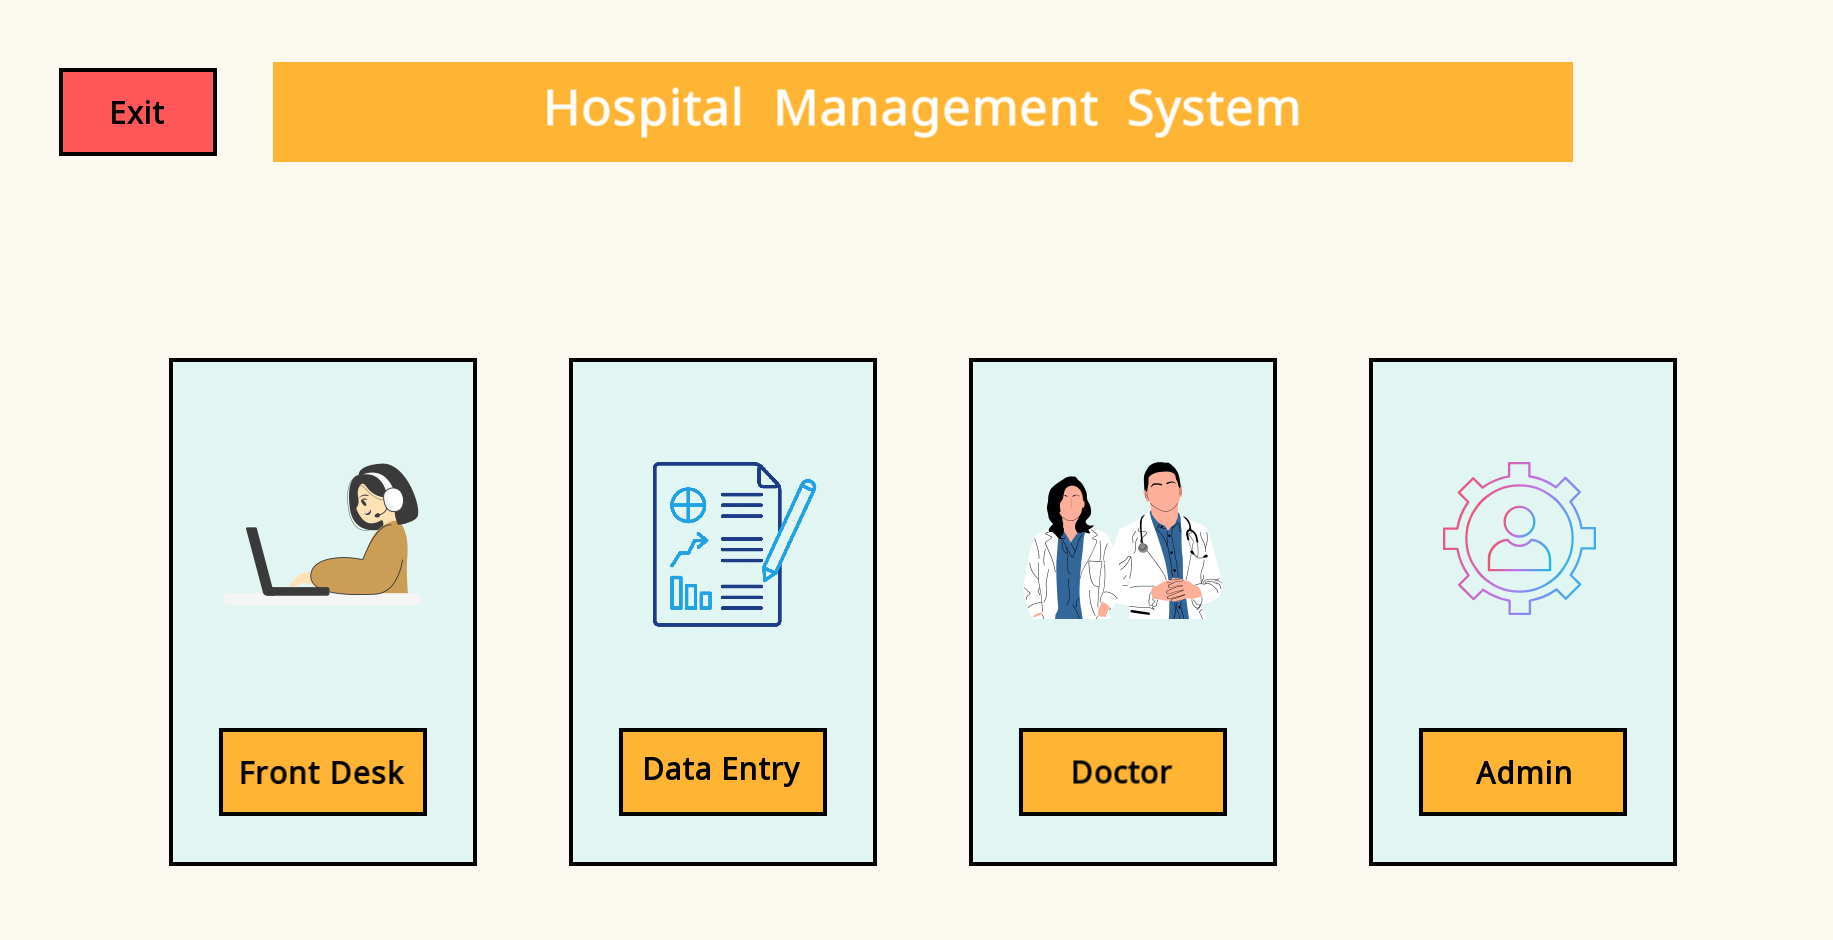 Exit
Hospital Management System
Front Desk
Data Entry
Doctor
Admin